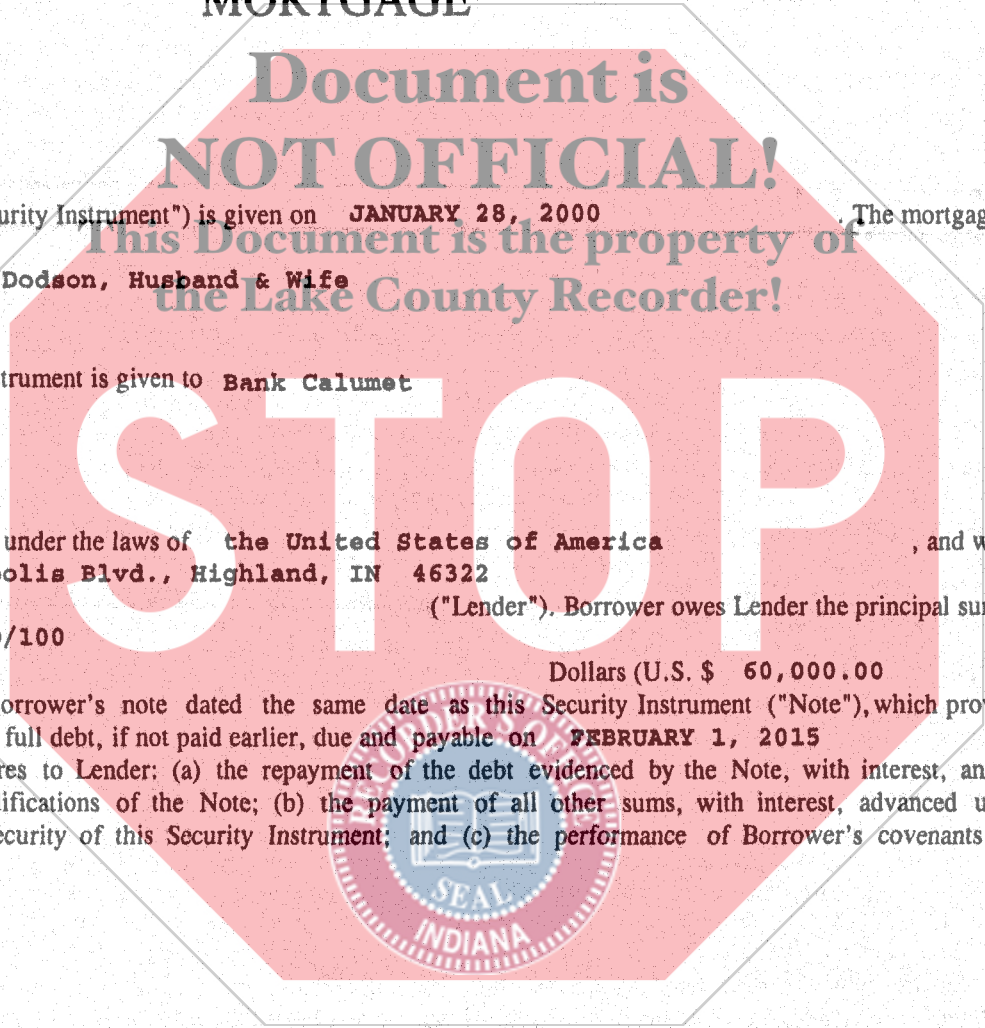 MORTGAGE
Document is
NOT OFFICIAL!
urity Instrument") is given on JANUARY 28, 2000 . The mortgag
This Document is the property of
Dodson, Husband & Wife
the Lake County Recorder!
trument is given to Bank Calumet
STOP
under the laws of the United States of America , and w
olis Blvd., Highland, IN 46322
("Lender"). Borrower owes Lender the principal sum
/100
Dollars (U.S. $ 60,000.00
orrower's note dated the same date as this Security Instrument ("Note"), which prov
full debt, if not paid earlier, due and payable on FEBRUARY 1, 2015
res to Lender: (a) the repayment of the debt evidenced by the Note, with interest, an
ifications of the Note; (b) the payment of all other sums, with interest, advanced u
ecurity of this Security Instrument; and (c) the performance of Borrower's covenants
RECORDER'S OFFICE
SEAL
INDIANA